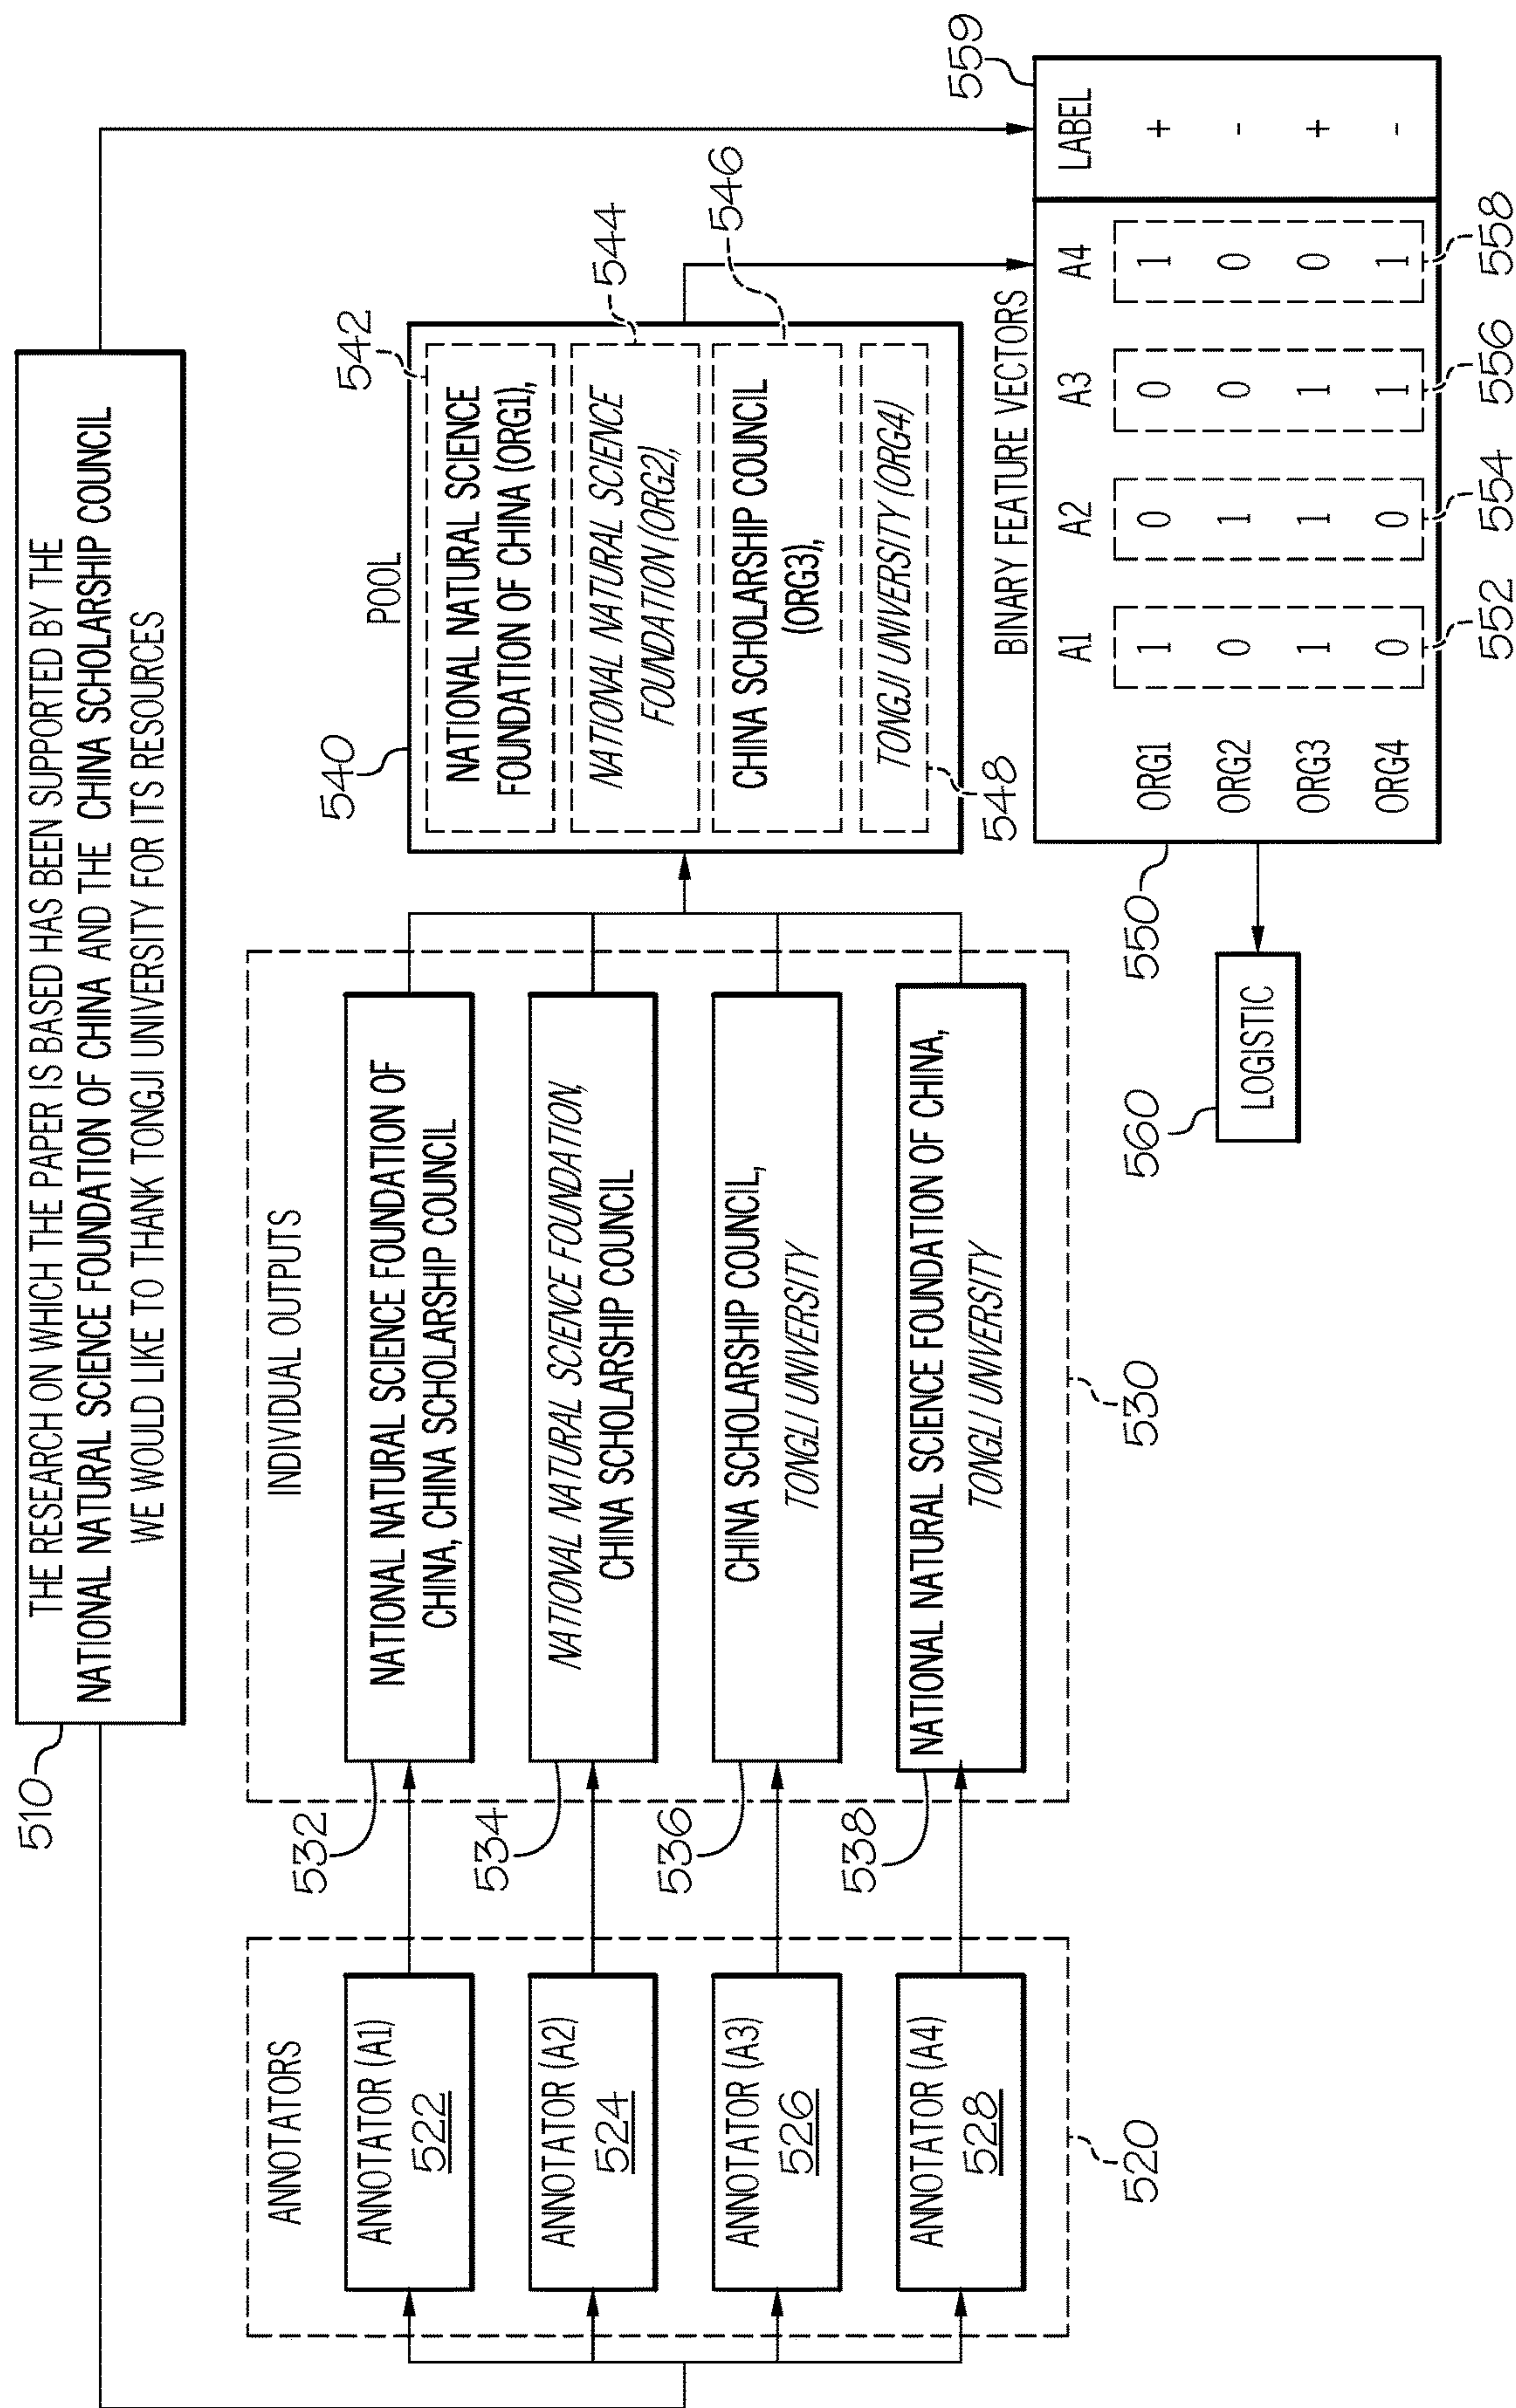 THE RESEARCH ON WHICH THE PAPER IS BASED HAS BEEN SUPPORTED BY THE
NATIONAL NATURAL SCIENCE FOUNDATION OF CHINA AND THE CHINA SCHOLARSHIP COUNCIL
WE WOULD LIKE TO THANK TONGJI UNIVERSITY FOR ITS RESOURCES
510
ANNOTATORS
ANNOTATOR (A1)
522
ANNOTATOR (A2)
524
ANNOTATOR (A3)
526
ANNOTATOR (A4)
528
520
INDIVIDUAL OUTPUTS
532
NATIONAL NATURAL SCIENCE FOUNDATION OF
CHINA, CHINA SCHOLARSHIP COUNCIL
534
NATIONAL NATURAL SCIENCE FOUNDATION,
CHINA SCHOLARSHIP COUNCIL
536
CHINA SCHOLARSHIP COUNCIL,
TONGLI UNIVERSITY
538
NATIONAL NATURAL SCIENCE FOUNDATION OF CHINA,
TONGLI UNIVERSITY
530
540
POOL
542
NATIONAL NATURAL SCIENCE
FOUNDATION OF CHINA (ORG1),
544
NATIONAL NATURAL SCIENCE
FOUNDATION (ORG2),
546
CHINA SCHOLARSHIP COUNCIL
(ORG3),
TONGJI UNIVERSITY (ORG4)
548
550
BINARY FEATURE VECTORS
559
A1 A2 A3 A4 LABEL
ORG1 1 0 0 1 +
ORG2 0 1 0 0 -
ORG3 1 1 1 0 +
ORG4 0 0 1 1 -
552 554 556 558
560
LOGISTIC